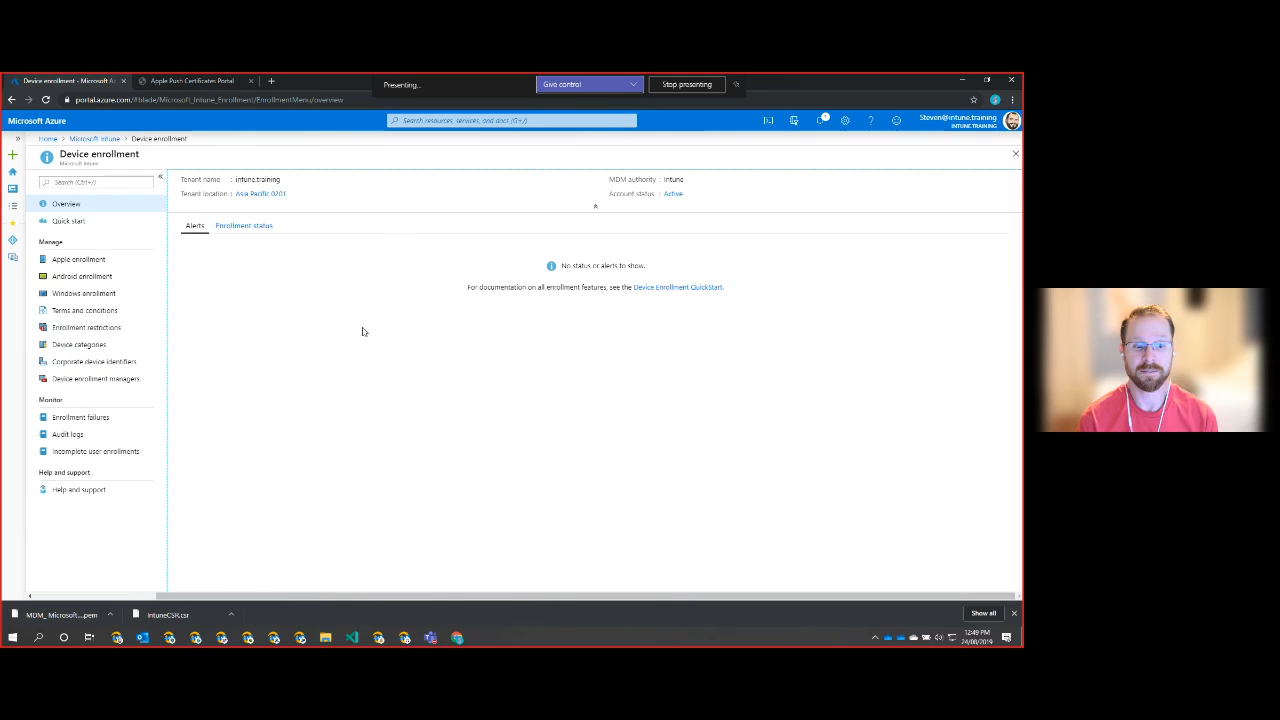 Device enrollment - Microsoft Az
Apple Push Certificates Portal
Presenting...
Give control
Stop presenting
portal.azure.com/#blade/Microsoft_Intune_Enrollment/EnrollmentMenu/overview
Microsoft Azure
Search resources, services, and docs (G+/)
Steven@intune.training
INTUNE.TRAINING
Home > Microsoft Intune > Device enrollment
Device enrollment
Microsoft Intune
Search (Ctrl+/)
Overview
Quick start
Manage
Apple enrollment
Android enrollment
Windows enrollment
Terms and conditions
Enrollment restrictions
Device categories
Corporate device identifiers
Device enrollment managers
Monitor
Enrollment failures
Audit logs
Incomplete user enrollments
Help and support
Help and support
Tenant name : intune.training
Tenant location : Asia Pacific 0201
MDM authority : Intune
Account status : Active
Alerts
Enrollment status
No status or alerts to show.
For documentation on all enrollment features, see the Device Enrollment QuickStart.
MDM_ Microsoft....pem
IntuneCSR.csr
Show all
12:49 PM
24/08/2019